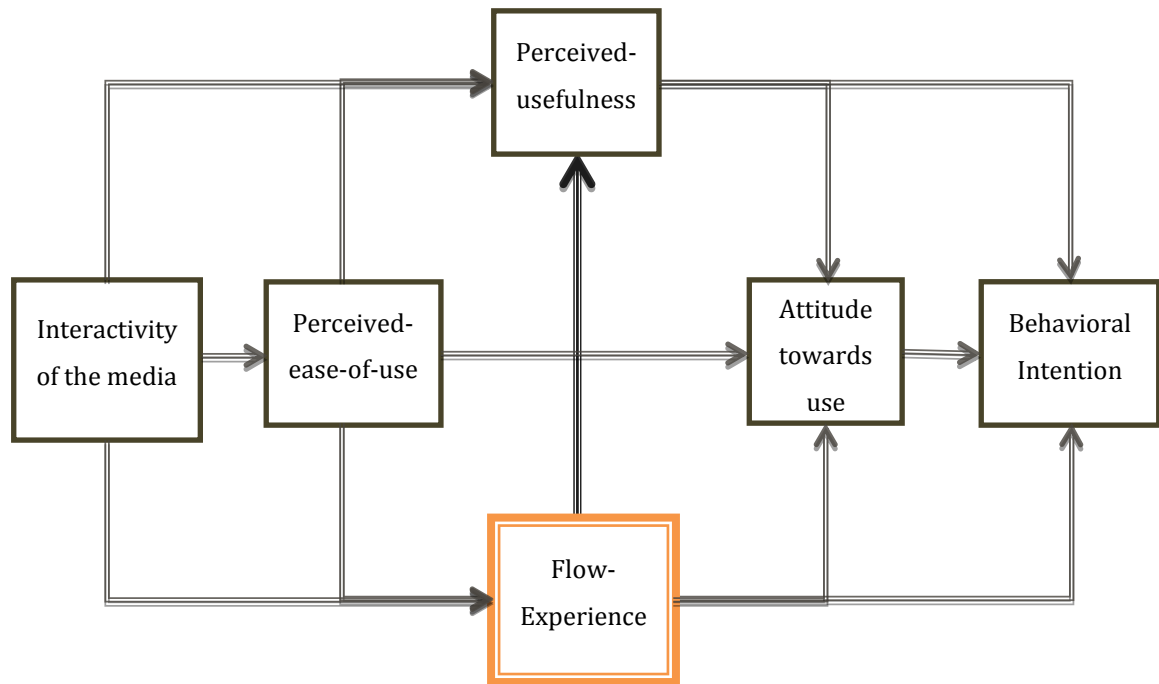 Perceived-
usefulness
Interactivity
of the media
Perceived-
ease-of-use
Attitude
towards
use
Behavioral
Intention
Flow-
Experience